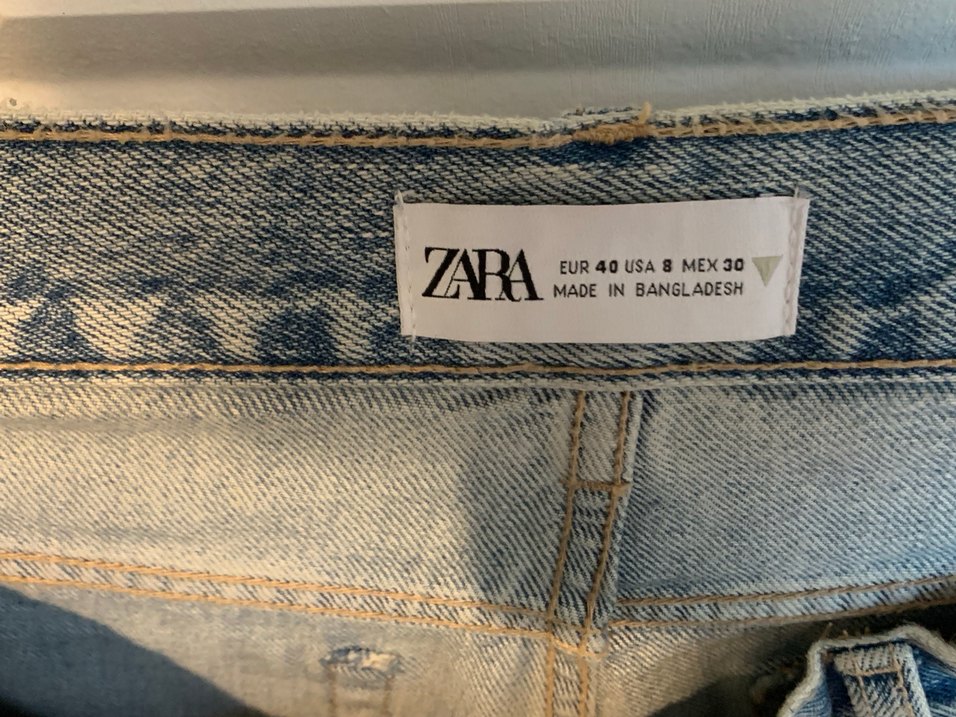 ZARA
EUR 40 USA 8 MEX 30
MADE IN BANGLADESH